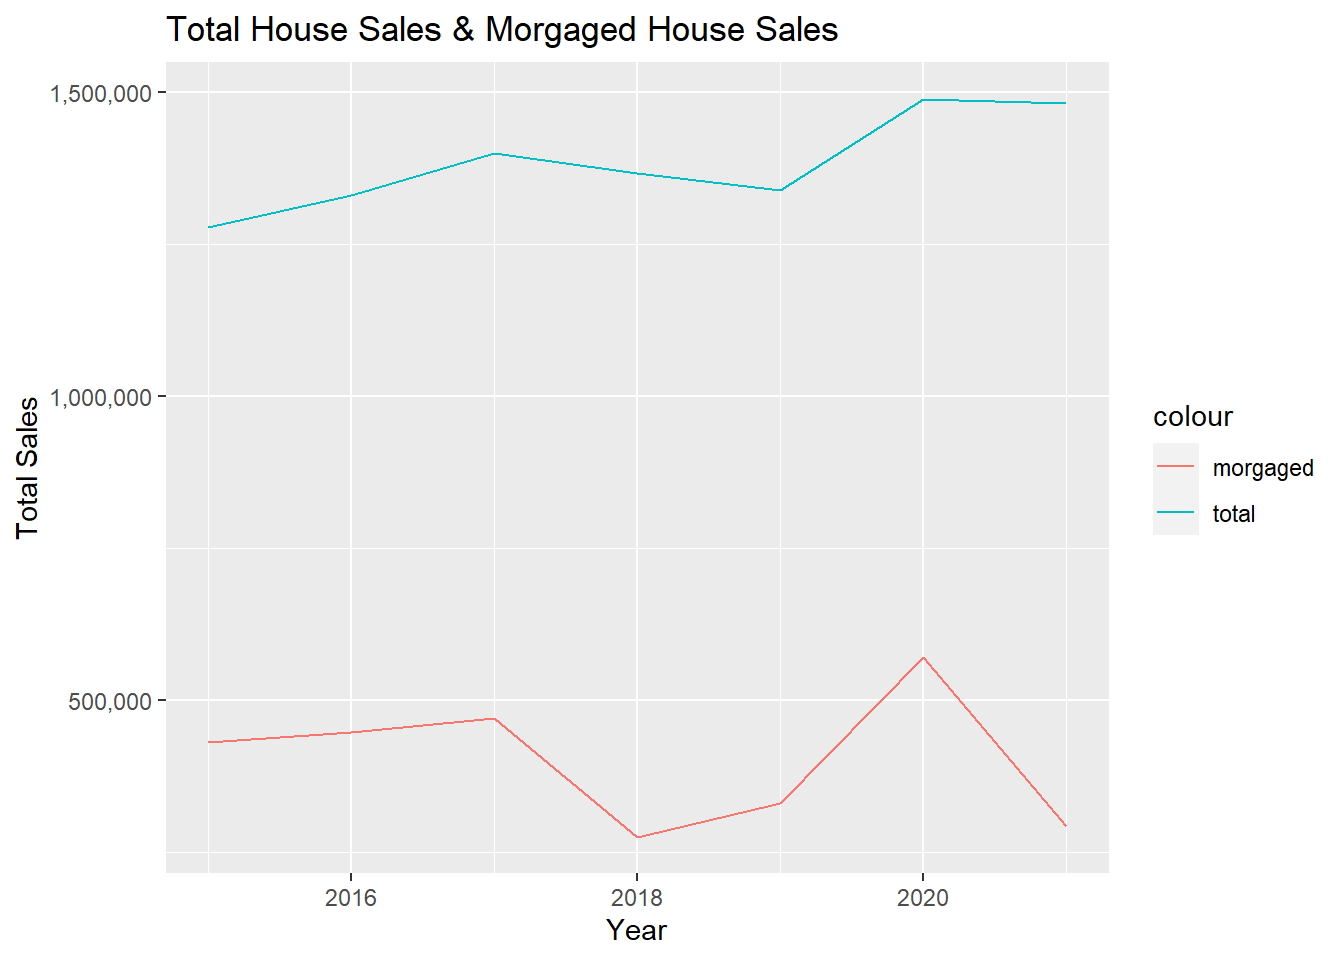 Total House Sales & Morgaged House Sales
1,500,000
1,000,000
500,000
Total Sales
2016
2018
2020
Year
colour
morgaged
total